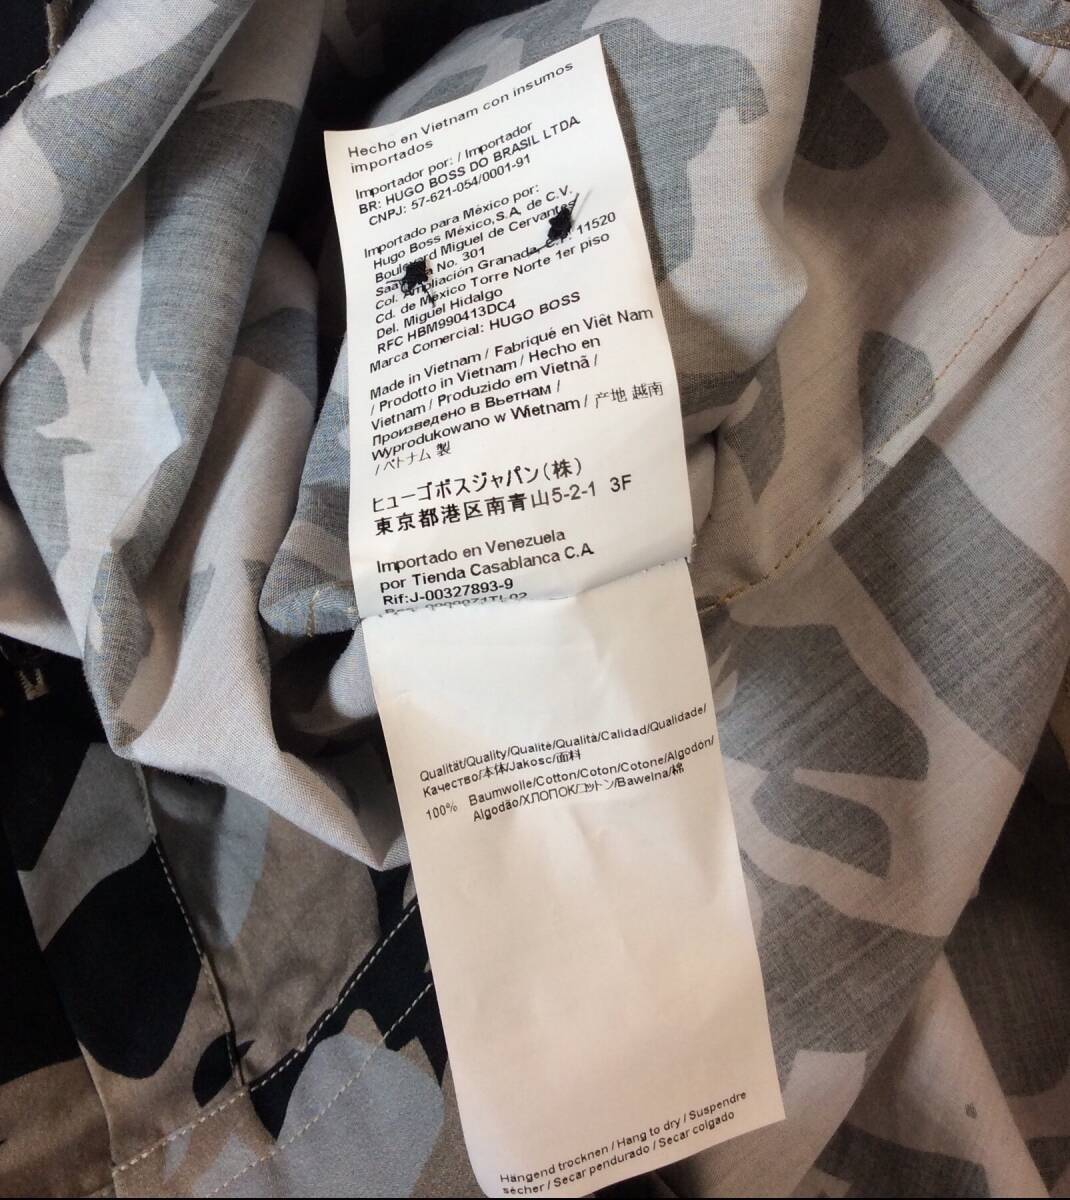 Hecho en Vietnam con insumos
importados
Importador por: / Importador
BR: HUGO BOSS DO BRASIL LTDA
CNPJ: 57-621-054/0001-91
Importado para México por:
Hugo Boss México,S.A, de C.V.
Boulevard Miguel de Cervantes
No. 301
Col. Ampliación Granada, C.P. 11520
Cd. de México Torre Norte 1er piso
Del. Miguel Hidalgo
RFC HBM990413DC4
Marca Comercial: HUGO BOSS
Made in Vietnam / Fabriqué en Viêt Nam
/ Prodotto in Vietnam / Hecho en
Vietnam / Produzido em Vietnã /
Произведено в Вьетнам /
Wyprodukowano w Wietnam / 产地 越南
/ ベトナム 製
ヒューゴボスジャパン(株)
東京都港区南青山5-2-1 3F
Importado en Venezuela
por Tienda Casablanca C.A.
Rif:J-00327893-9
Qualität/Quality/Qualité/Qualità/Calidad/Qualidade/
Качество/本体/Jakosc/面料
100% Baumwolle/Cotton/Coton/Cotone/Algodón/
Algodão/ХЛОПОК/コットン/Bawelna/棉
Hängend trocknen / Hang to dry / Suspendre
sécher / Secar pendurado / Secar colgado